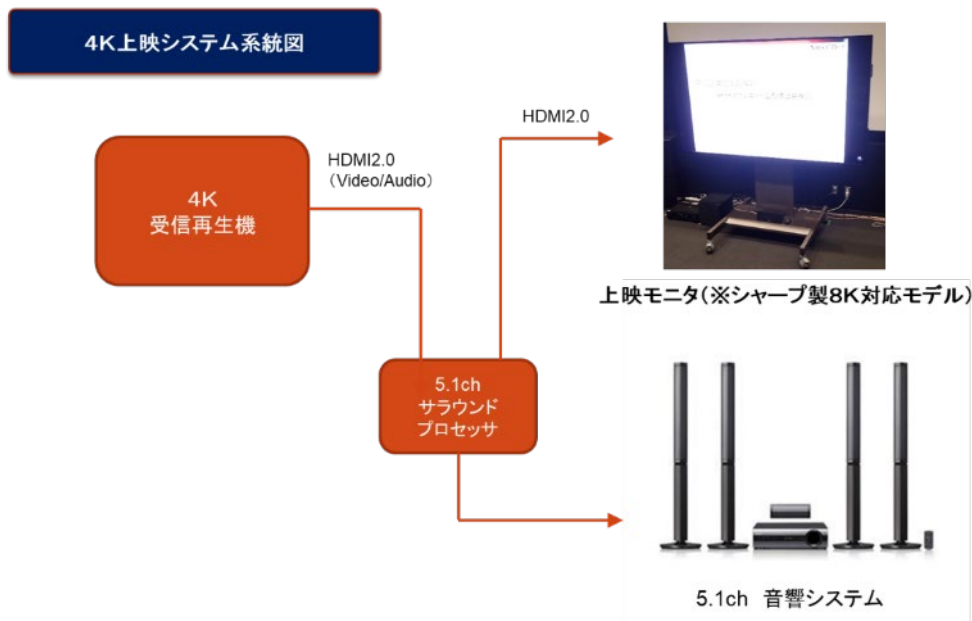 4K上映システム系統図
HDMI2.0
HDMI2.0
（Video/Audio）
4K
受信再生機
上映モニタ(※シャープ製8K対応モデル)
5.1ch
サラウンド
プロセッサ
5.1ch 音響システム